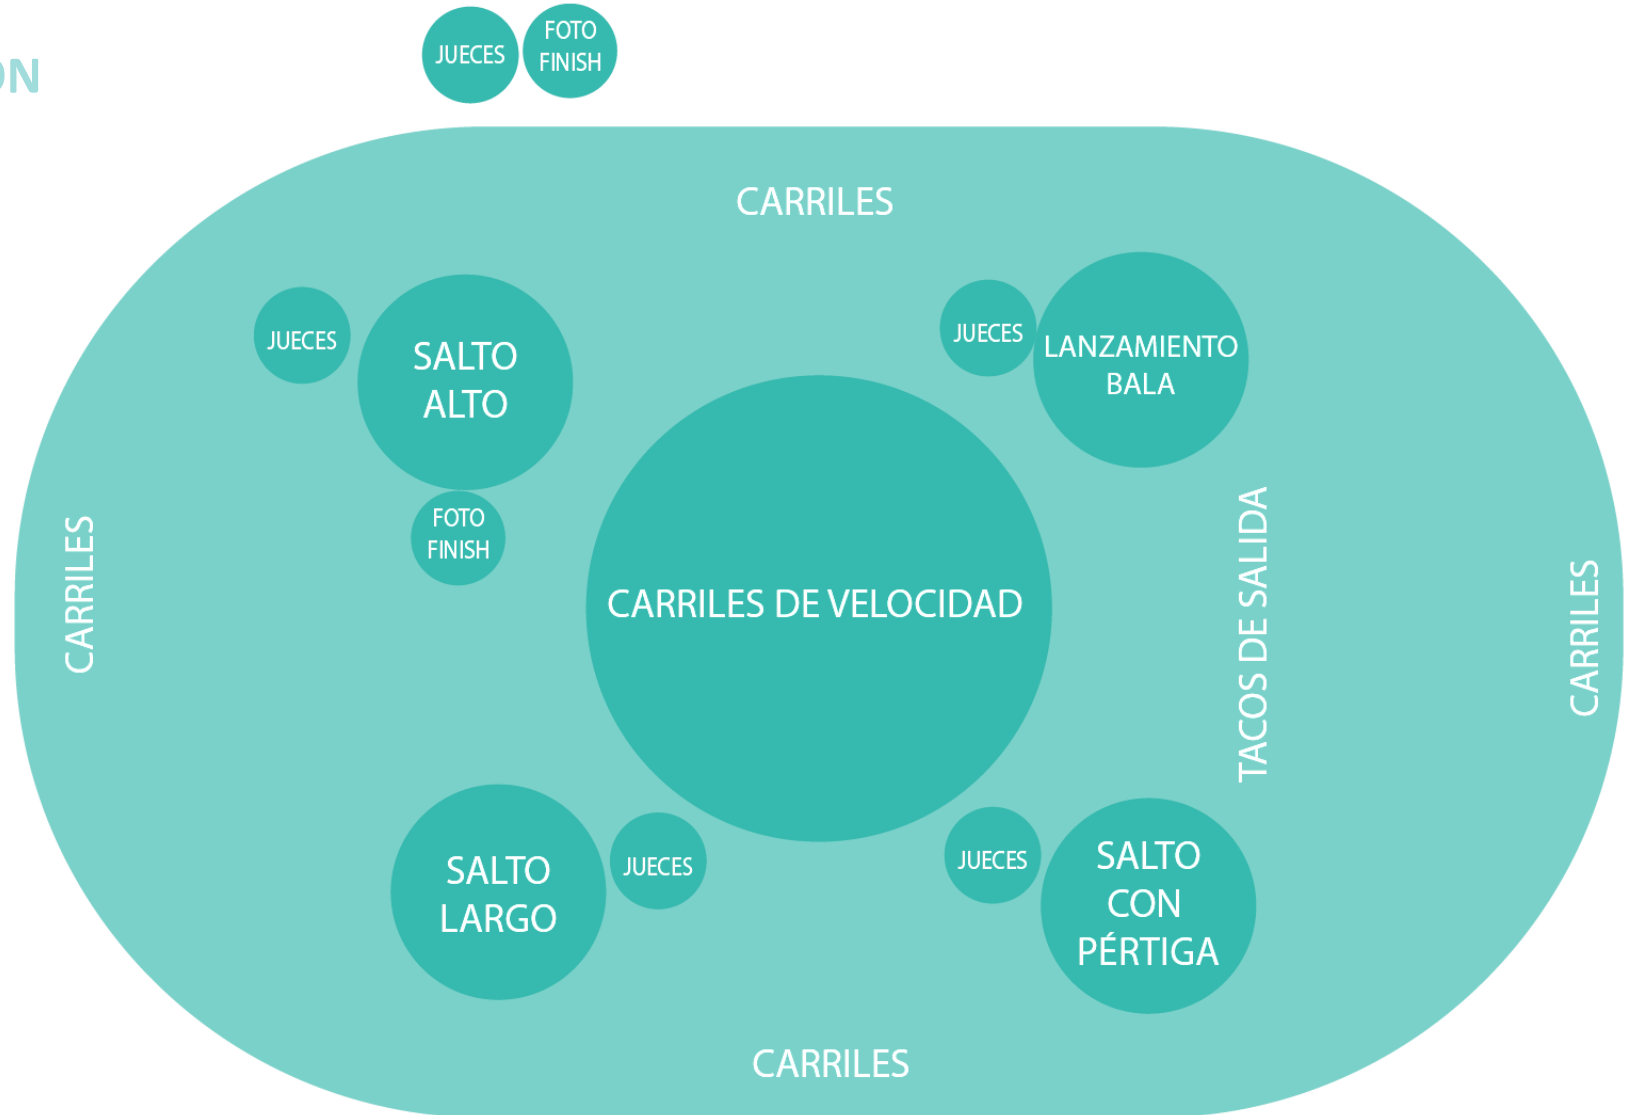 ÓN
JUECES
FOTO
FINISH
CARRILES
JUECES
SALTO
ALTO
JUECES
LANZAMIENTO
BALA
FOTO
FINISH
CARRILES
CARRILES DE VELOCIDAD
TACOS DE SALIDA
CARRILES
SALTO
LARGO
JUECES
JUECES
SALTO
CON
PÉRTIGA
CARRILES